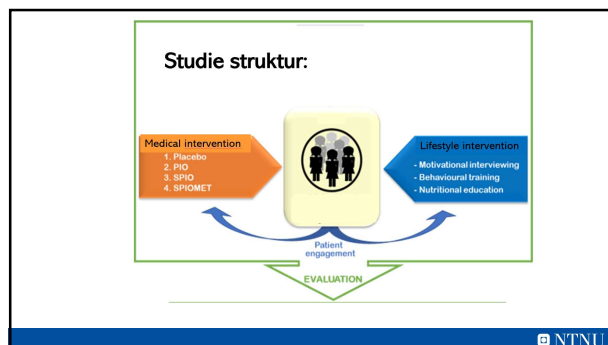 Studie struktur:
Medical intervention
1. Placebo
2. PIO
3. SPIO
4. SPIOMET
Lifestyle intervention
- Motivational interviewing
- Behavioural training
- Nutritional education
Patient
engagement
EVALUATION
NTNU